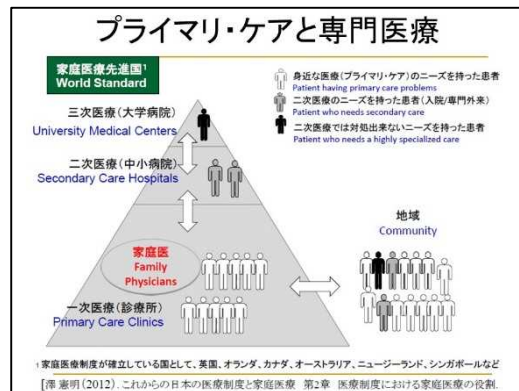 プライマリ・ケアと専門医療
家庭医療先進国¹
World Standard
身近な医療(プライマリ・ケア)のニーズを持った患者
Patient having primary care problems
二次医療のニーズを持った患者(入院/専門外来)
Patient who needs secondary care
二次医療では対処出来ないニーズを持った患者
Patient who needs a highly specialized care
三次医療(大学病院)
University Medical Centers
二次医療(中小病院)
Secondary Care Hospitals
家庭医
Family
Physicians
一次医療(診療所)
Primary Care Clinics
地域
Community
¹ 家庭医療制度が確立している国として、英国、オランダ、カナダ、オーストラリア、ニュージーランド、シンガポールなど
[澤 憲明(2012). これからの日本の医療制度と家庭医療 第2章 医療制度における家庭医療の役割.